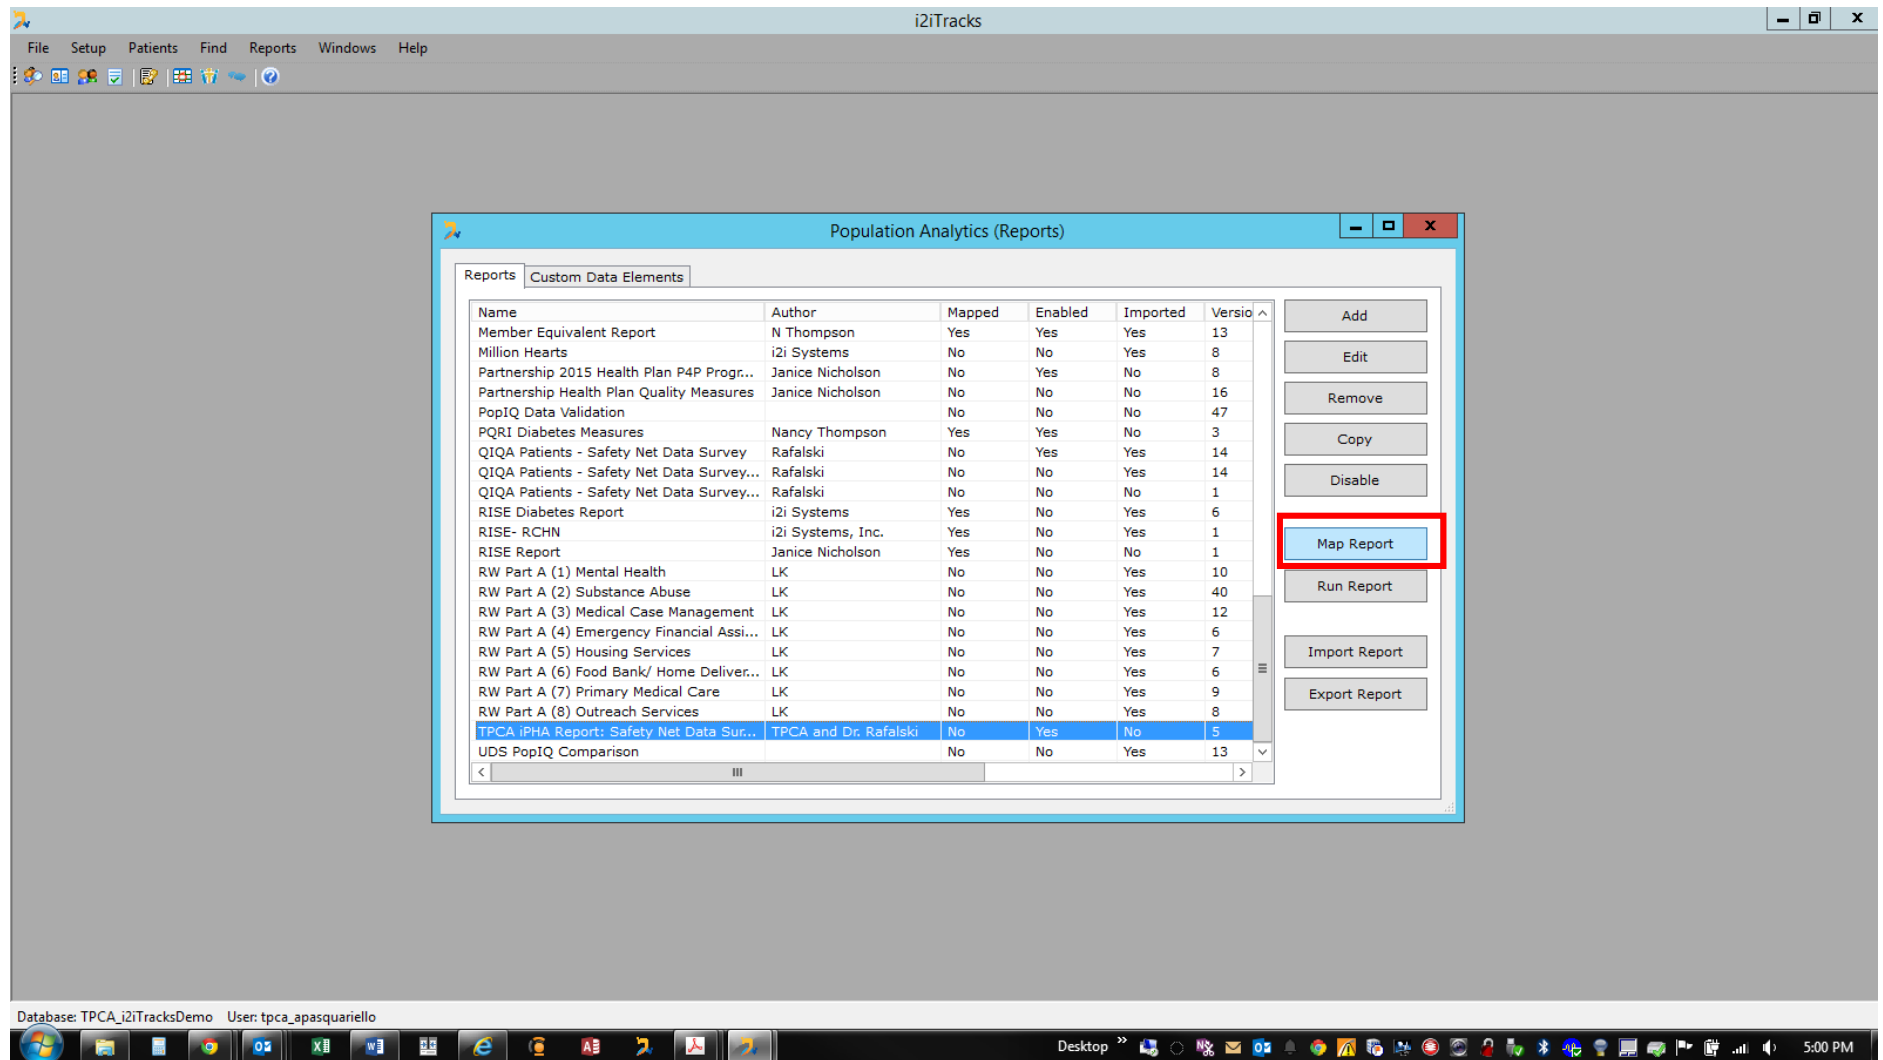 i2iTracks
File Setup Patients Find Reports Windows Help
Population Analytics (Reports)
Reports Custom Data Elements
Name Author Mapped Enabled Imported Versio
Member Equivalent Report N Thompson Yes Yes Yes 13
Million Hearts i2i Systems No No Yes 8
Partnership 2015 Health Plan P4P Progr... Janice Nicholson No Yes No 8
Partnership Health Plan Quality Measures Janice Nicholson No No No 16
PopIQ Data Validation No No No 47
PQRI Diabetes Measures Nancy Thompson Yes Yes No 3
QIQA Patients - Safety Net Data Survey Rafalski No Yes Yes 14
QIQA Patients - Safety Net Data Survey... Rafalski No No Yes 14
QIQA Patients - Safety Net Data Survey... Rafalski No No No 1
RISE Diabetes Report i2i Systems Yes No Yes 6
RISE- RCHN i2i Systems, Inc. Yes No Yes 1
RISE Report Janice Nicholson Yes No No 1
RW Part A (1) Mental Health LK No No Yes 10
RW Part A (2) Substance Abuse LK No No Yes 40
RW Part A (3) Medical Case Management LK No No Yes 12
RW Part A (4) Emergency Financial Assi... LK No No Yes 6
RW Part A (5) Housing Services LK No No Yes 7
RW Part A (6) Food Bank/ Home Deliver... LK No No Yes 6
RW Part A (7) Primary Medical Care LK No No Yes 9
RW Part A (8) Outreach Services LK No No Yes 8
TPCA iPHA Report: Safety Net Data Sur... TPCA and Dr. Rafalski No Yes No 5
UDS PopIQ Comparison No No Yes 13
Add
Edit
Remove
Copy
Disable
Map Report
Run Report
Import Report
Export Report
Database: TPCA_i2iTracksDemo User: tpca_apasquariello
Desktop 5:00 PM